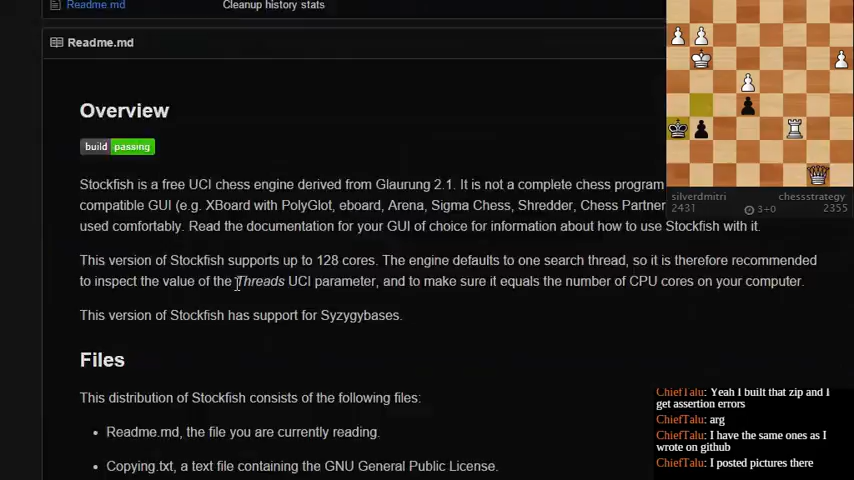 Readme.md
Cleanup history stats
Readme.md
Overview
build passing
Stockfish is a free UCI chess engine derived from Glaurung 2.1. It is not a complete chess program
compatible GUI (e.g. XBoard with PolyGlot, eboard, Arena, Sigma Chess, Shredder, Chess Partner
used comfortably. Read the documentation for your GUI of choice for information about how to use Stockfish with it.
This version of Stockfish supports up to 128 cores. The engine defaults to one search thread, so it is therefore recommended
to inspect the value of the Threads UCI parameter, and to make sure it equals the number of CPU cores on your computer.
This version of Stockfish has support for Syzygybases.
Files
This distribution of Stockfish consists of the following files:
Readme.md, the file you are currently reading.
Copying.txt, a text file containing the GNU General Public License.
silverdmitri chessstrategy
2431 3+0 2355
ChiefTalu: Yeah I built that zip and I
get assertion errors
ChiefTalu: arg
ChiefTalu: I have the same ones as I
wrote on github
ChiefTalu: I posted pictures there